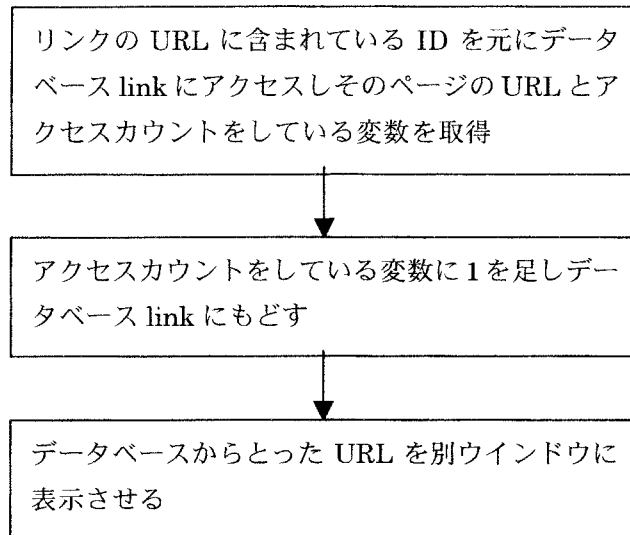 リンクの URL に含まれている ID を元にデータ
ベース link にアクセスしそのページの URL とア
クセスカウントをしている変数を取得
アクセスカウントをしている変数に 1 を足しデー
タベース link にもどす
データベースからとった URL を別ウインドウに
表示させる